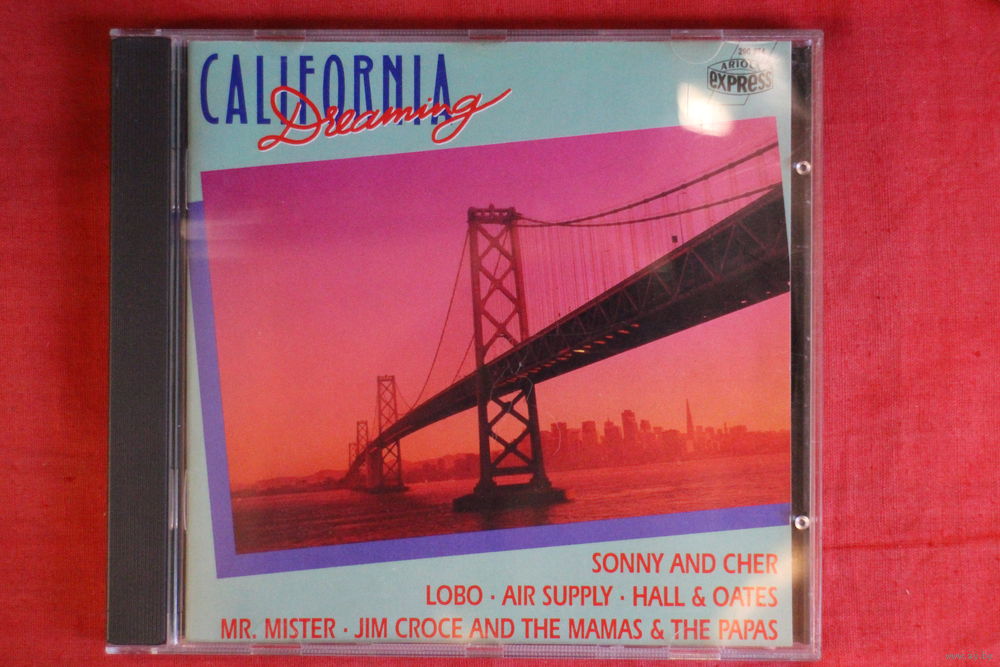 CALIFORNIA
Dreaming
ARIOLA
EXPRESS
SONNY AND CHER
LOBO · AIR SUPPLY · HALL & OATES
MR. MISTER · JIM CROCE AND THE MAMAS & THE PAPAS